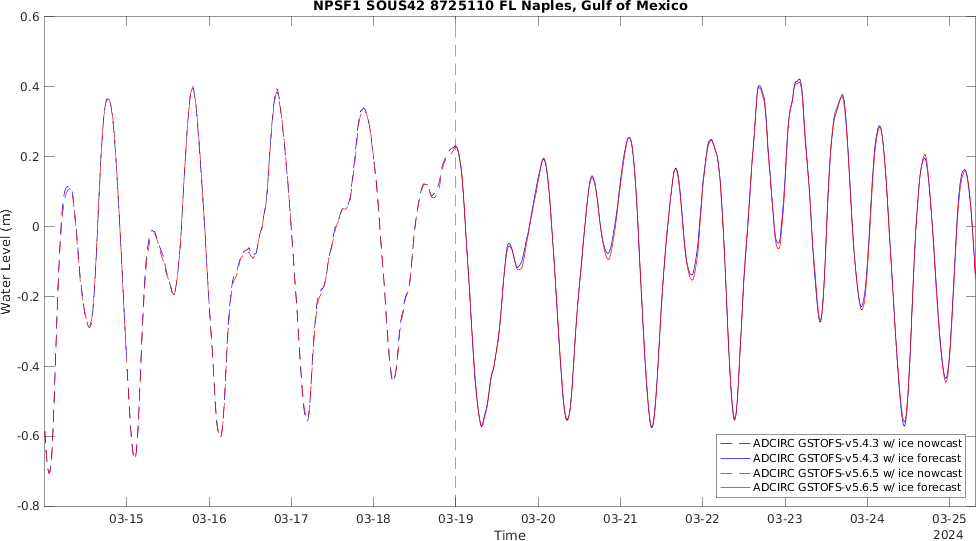 NPSF1 SOUS42 8725110 FL Naples, Gulf of Mexico
0.6
0.4
0.2
0
-0.2
-0.4
-0.6
-0.8
Water Level (m)
ADCIRC GSTOFS-v5.4.3 w/ ice nowcast
ADCIRC GSTOFS-v5.4.3 w/ ice forecast
ADCIRC GSTOFS-v5.6.5 w/ ice nowcast
ADCIRC GSTOFS-v5.6.5 w/ ice forecast
03-15 03-16 03-17 03-18 03-19 03-20 03-21 03-22 03-23 03-24 03-25
Time 2024